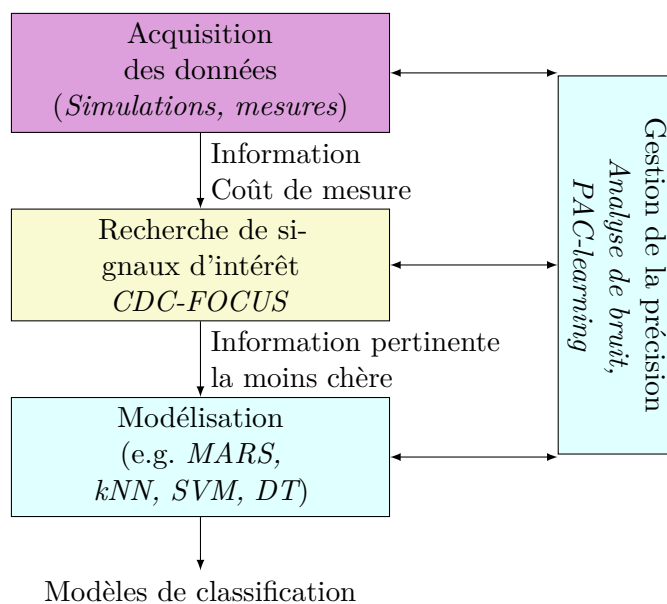 Acquisition
des données
(Simulations, mesures)
Information
Coût de mesure
Recherche de si-
gnaux d'intérêt
CDC-FOCUS
Information pertinente
la moins chère
Modélisation
(e.g. MARS,
kNN, SVM, DT)
Modèles de classification
Gestion de la précision
Analyse de bruit,
PAC-learning